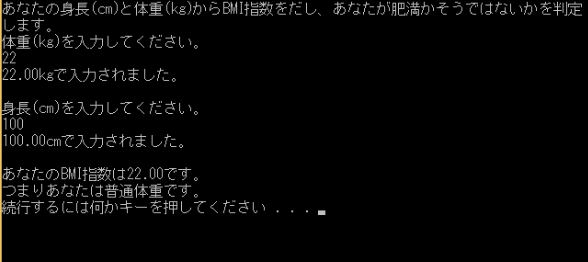 あなたの身長(cm)と体重(kg)からBMI指数をだし、あなたが肥満かそうではないかを判定
します。
体重(kg)を入力してください。
22
22.00kgで入力されました。
身長(cm)を入力してください。
100
100.00cmで入力されました。
あなたのBMI指数は22.00です。
つまりあなたは普通体重です。
続行するには何かキーを押してください . . .